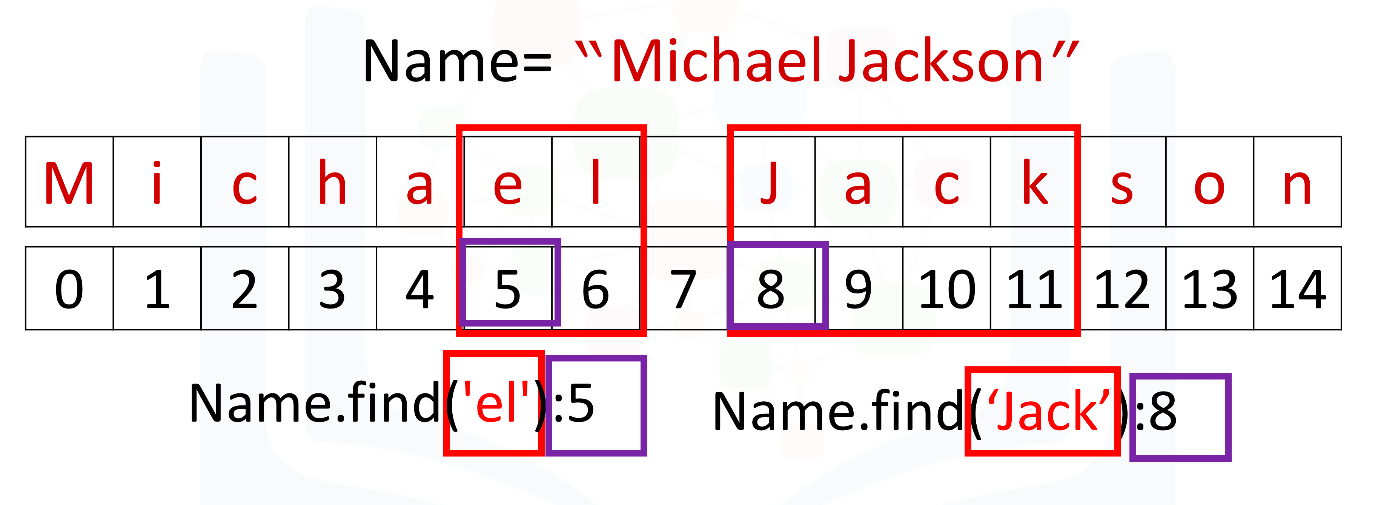 Name= “Michael Jackson”
M i c h a e l J a c k s o n
0 1 2 3 4 5 6 7 8 9 10 11 12 13 14
Name.find('el'):5
Name.find(‘Jack’):8